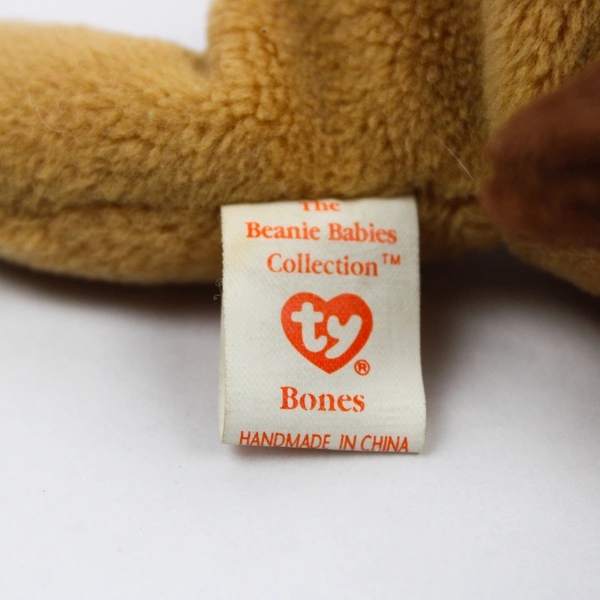 The
Beanie Babies
Collection™
ty®
Bones
HANDMADE IN CHINA